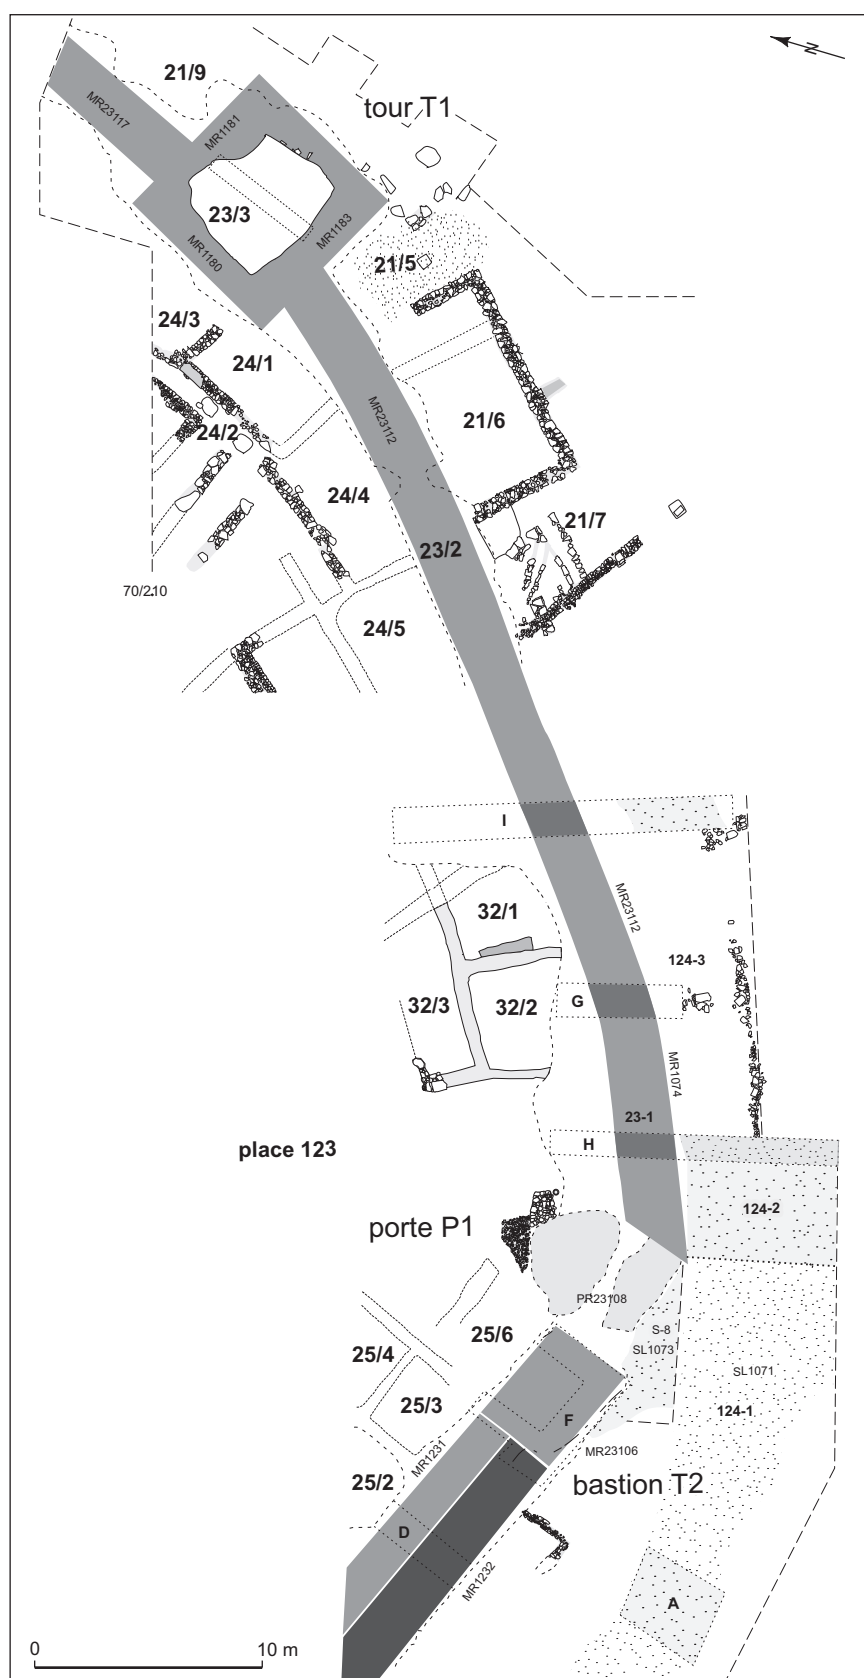 N
21/9
tour T1
MR23117
MR1181
23/3
MR1183
MR1180
21/5
24/3
24/1
MR23112
21/6
24/2
24/4
21/7
23/2
70/2.10
24/5
I
32/1
MR23112
124-3
32/3
32/2
G
MR1074
23-1
H
place 123
124-2
porte P1
PR23108
25/6
S-8
25/4
SL1073
SL1071
25/3
124-1
F
MR1231
MR23106
25/2
bastion T2
D
MR1232
A
0
10 m